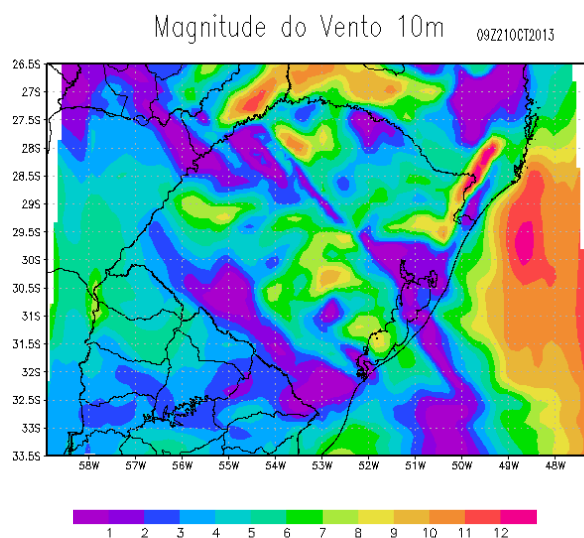 Magnitude do Vento 10m 09Z21OCT2013
26.5S
27S
27.5S
28S
28.5S
29S
29.5S
30S
30.5S
31S
31.5S
32S
32.5S
33S
33.5S
58W 57W 56W 55W 54W 53W 52W 51W 50W 49W 48W
1 2 3 4 5 6 7 8 9 10 11 12